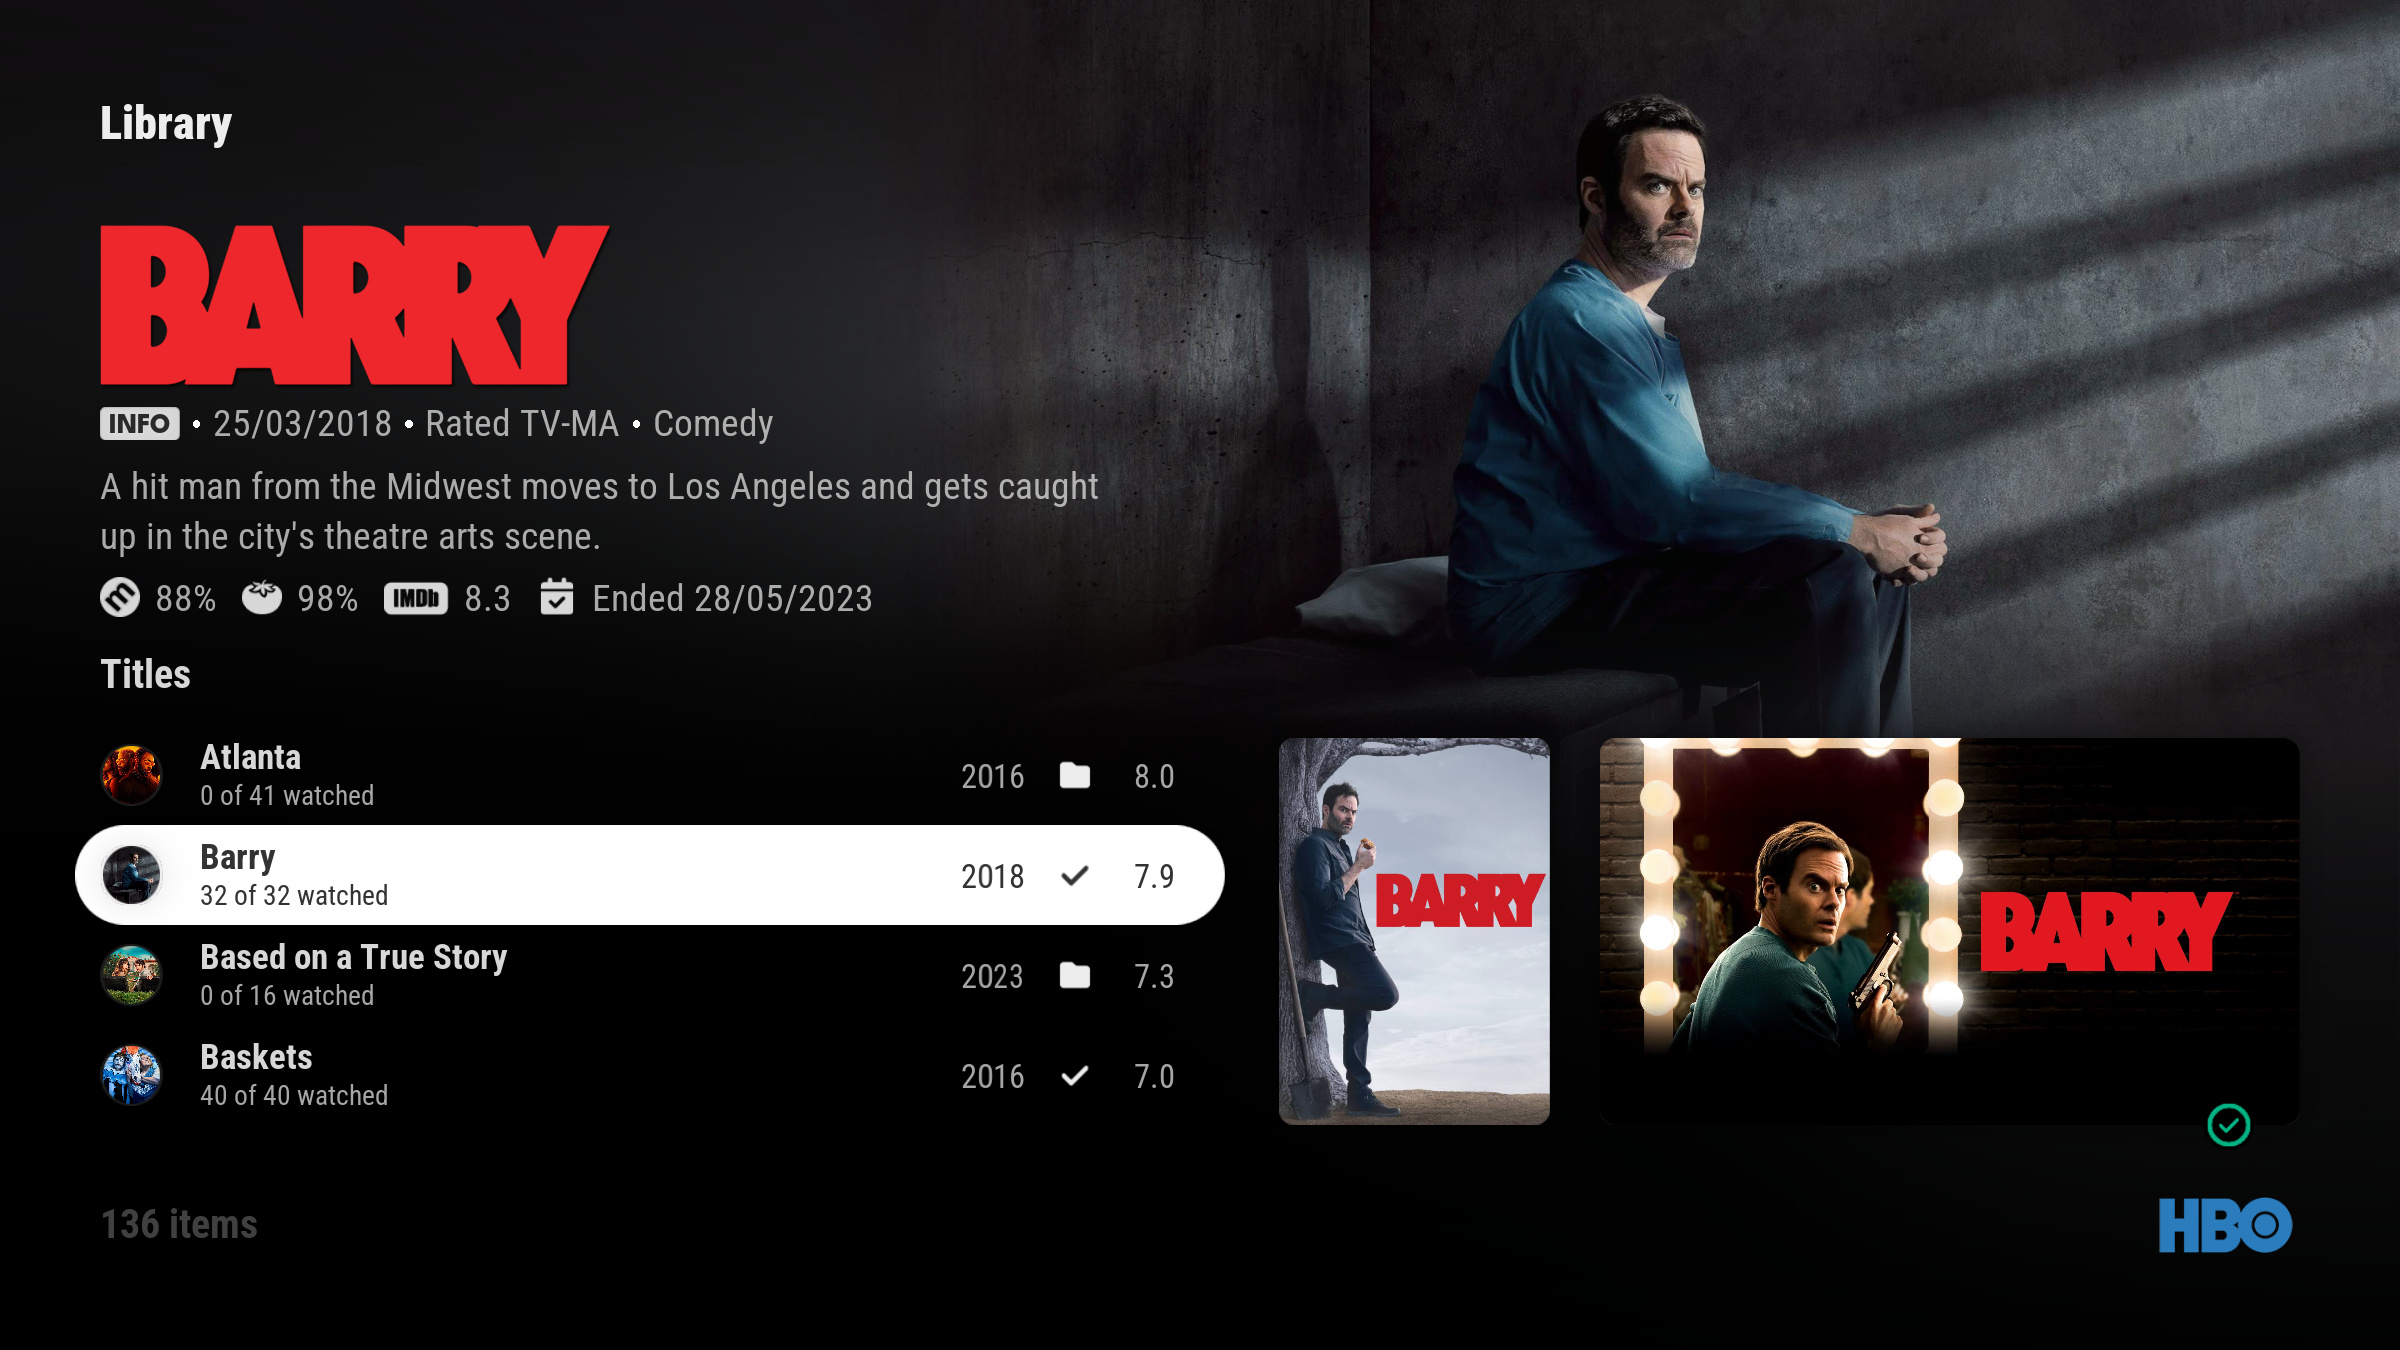 Library
BARRY
INFO • 25/03/2018 • Rated TV-MA • Comedy
A hit man from the Midwest moves to Los Angeles and gets caught
up in the city's theatre arts scene.
m 88% 98% IMDb 8.3 Ended 28/05/2023
Titles
Atlanta
0 of 41 watched
2016 8.0
Barry
32 of 32 watched
2018 7.9
Based on a True Story
0 of 16 watched
2023 7.3
Baskets
40 of 40 watched
2016 7.0
BARRY
BARRY
136 items
HBO